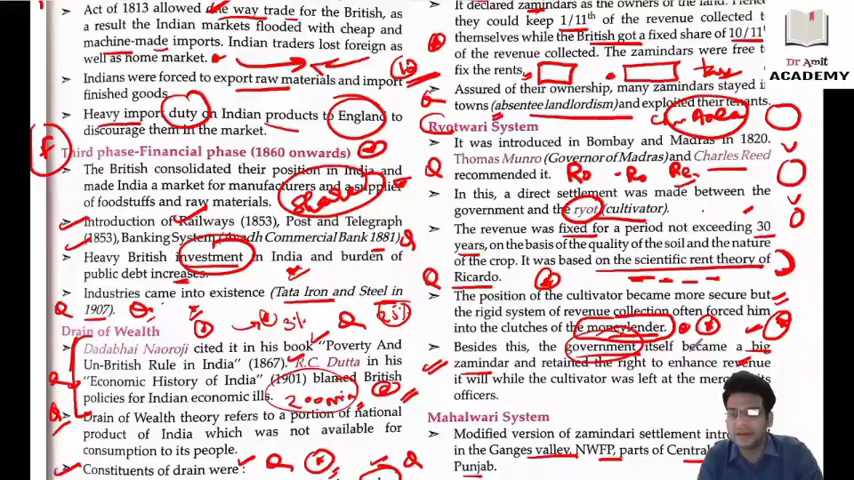 Act of 1813 allowed one way trade for the British, as
a result the Indian markets flooded with cheap and
machine-made imports. Indian traders lost foreign as
well as home market.
Indians were forced to export raw materials and import
finished goods
Heavy import duty on Indian products to England to
discourage them in the market.
Third phase-Financial phase (1860 onwards)
The British consolidated their position in India and
made India a market for manufacturers and a supplier
of foodstuffs and raw materials.
Introduction of Railways (1853), Post and Telegraph
(1853), Banking System (Avadh Commercial Bank 1881)
Heavy British investment in India and burden of
public debt increases.
Industries came into existence (Tata Iron and Steel in
1907).
3%
Drain of Wealth
Dadabhai Naoroji cited it in his book "Poverty And
Un-British Rule in India" (1867). R.C. Dutta in his
"Economic History of India" (1901) blamed British
policies for Indian economic ills.
Drain of Wealth theory refers to a portion of national
product of India which was not available for
consumption to its people.
Constituents of drain were :
It declared zamindars as the owners of the land.
they could keep 1/11th of the revenue collected t
themselves while the British got a fixed share of 10/11
of the revenue collected. The zamindars were free t
fix the rents.
Assured of their ownership, many zamindars stayed i
towns (absentee landlordism) and exploited their tenants.
Ryotwari System
It was introduced in Bombay and Madras in 1820.
Thomas Munro (Governor of Madras) and Charles Reed
recommended it.
In this, a direct settlement was made between the
government and the ryot (cultivator).
The revenue was fixed for a period not exceeding 30
years, on the basis of the quality of the soil and the nature
of the crop. It was based on the scientific rent theory of
Ricardo.
The position of the cultivator became more secure but
the rigid system of revenue collection often forced him
into the clutches of the moneylender.
Besides this, the government itself became a big
zamindar and retained the right to enhance revenue
it will while the cultivator was left at the mer its
officers.
Mahalwari System
Modified version of zamindari settlement intr
in the Ganges valley, NWFP, parts of Central
Punjab.
Dr Amit
ACADEMY